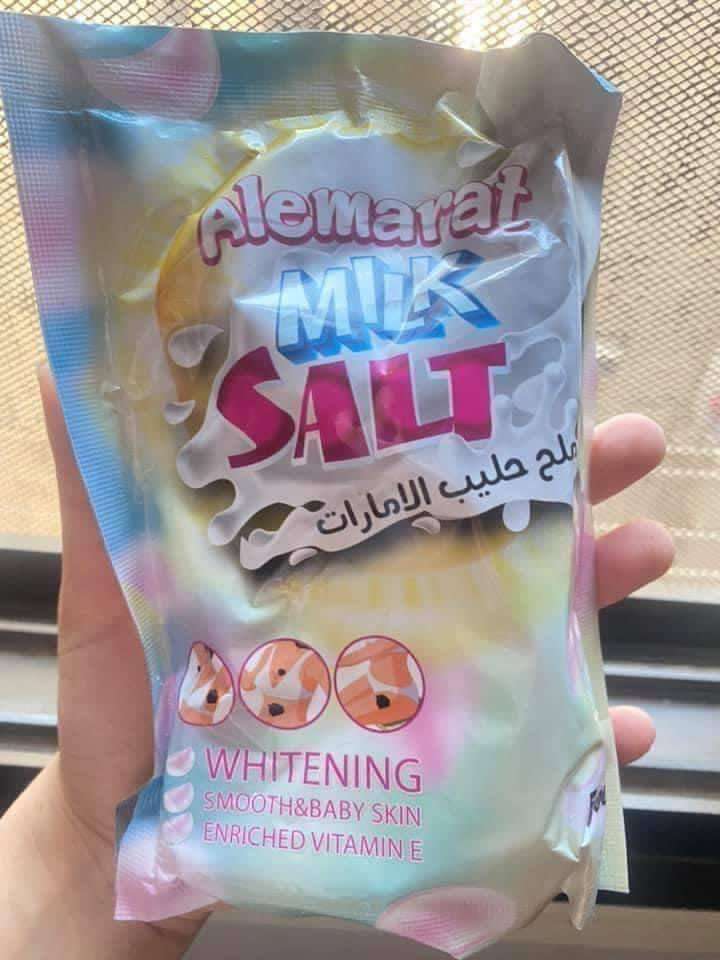 Alemarat
MILK
SALT
ملح حليب الامارات
WHITENING
SMOOTH&BABY SKIN
ENRICHED VITAMIN E